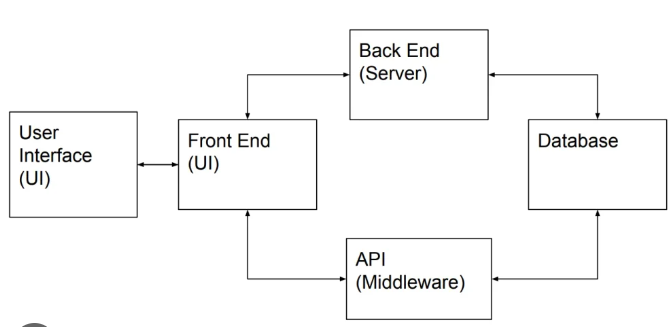 Back End
(Server)
User
Interface
(UI)
Front End
(UI)
Database
API
(Middleware)